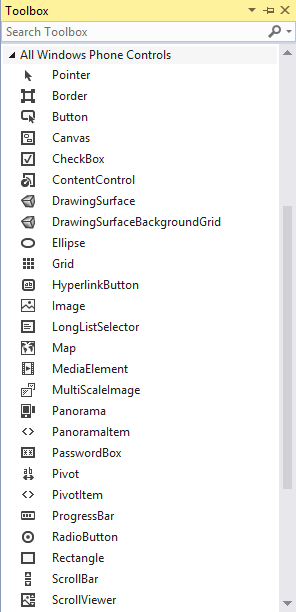 Toolbox
Search Toolbox
All Windows Phone Controls
Pointer
Border
Button
Canvas
CheckBox
ContentControl
DrawingSurface
DrawingSurfaceBackgroundGrid
Ellipse
Grid
HyperlinkButton
Image
LongListSelector
Map
MediaElement
MultiScaleImage
Panorama
PanoramaItem
PasswordBox
Pivot
PivotItem
ProgressBar
RadioButton
Rectangle
ScrollBar
ScrollViewer